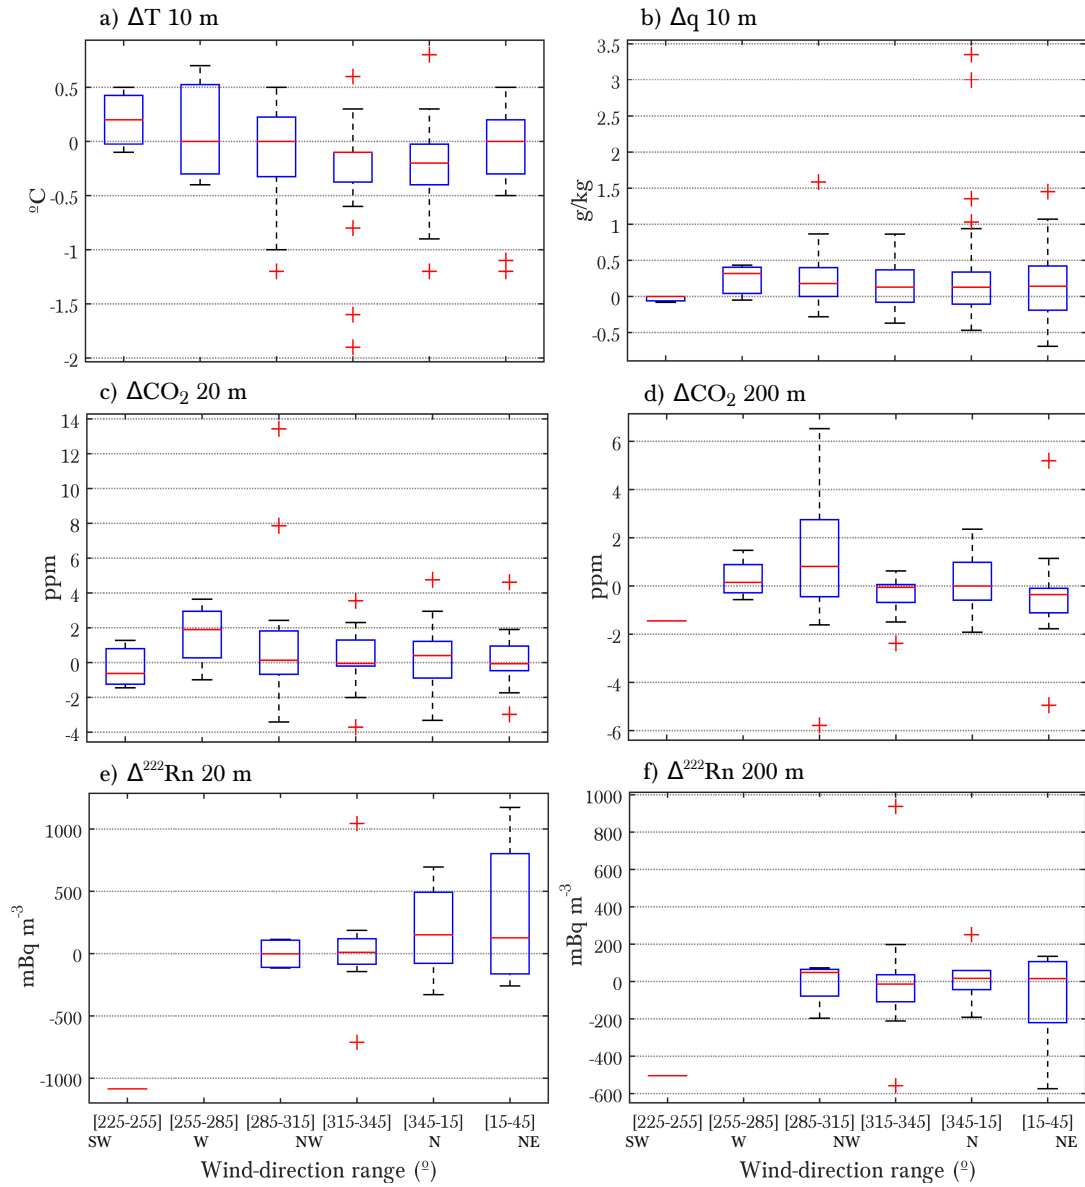 a) ΔT 10 m
0.5
0
-0.5
-1
-1.5
-2
ºC
b) Δq 10 m
3.5
3
2.5
2
1.5
1
0.5
0
-0.5
g/kg
c) ΔCO₂ 20 m
14
12
10
8
6
4
2
0
-2
-4
ppm
d) ΔCO₂ 200 m
6
4
2
0
-2
-4
-6
ppm
e) Δ²²²Rn 20 m
1000
500
0
-500
-1000
mBq m⁻³
[225-255] [255-285] [285-315] [315-345] [345-15] [15-45]
SW W NW N NE
Wind-direction range (º)
f) Δ²²²Rn 200 m
1000
800
600
400
200
0
-200
-400
-600
mBq m⁻³
[225-255] [255-285] [285-315] [315-345] [345-15] [15-45]
SW W NW N NE
Wind-direction range (º)